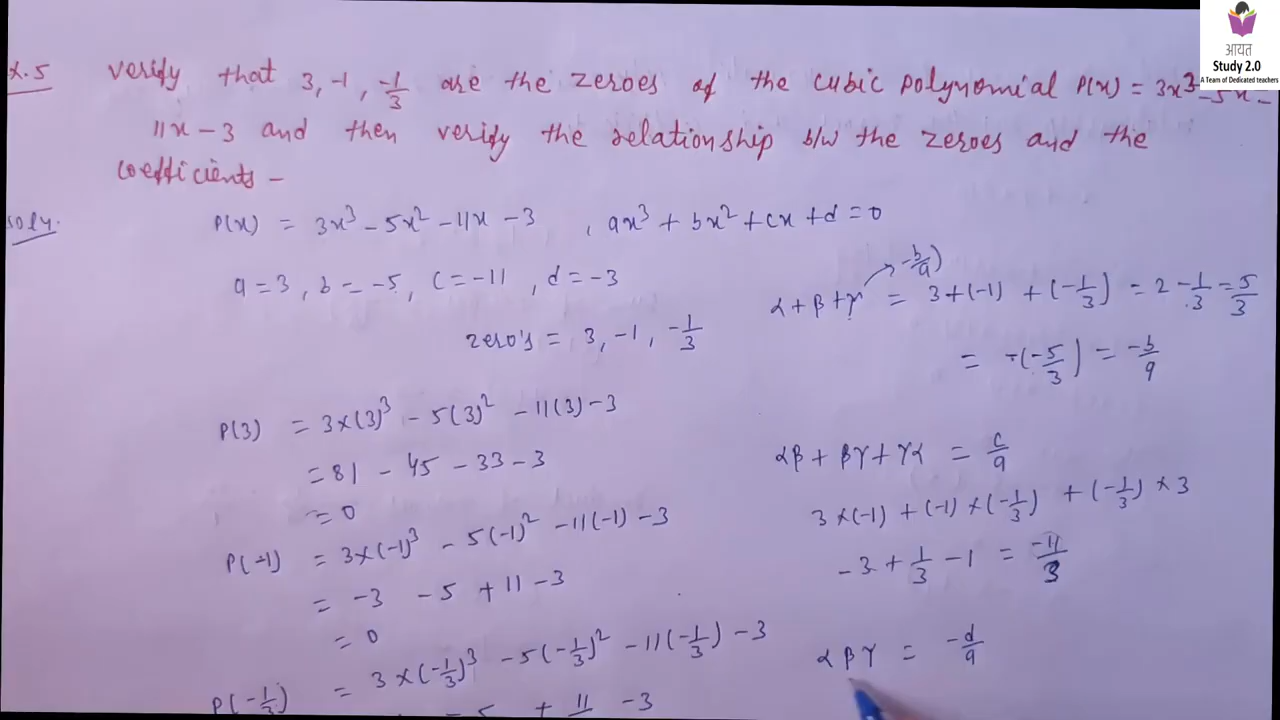 x.5 verify that 3, -1, -1/3 are the zeroes of the cubic polynomial P(x) = 3x³ - 5x -
11x - 3 and then verify the relationship b/w the zeroes and the
coefficients -
Soly. P(x) = 3x³ - 5x² - 11x - 3 , ax³ + bx² + cx + d = 0
a = 3, b = -5, c = -11, d = -3
zero's = 3, -1, -1/3
P(3) = 3×(3)³ - 5(3)² - 11(3) - 3
= 81 - 45 - 33 - 3
= 0
P(-1) = 3×(-1)³ - 5(-1)² - 11(-1) - 3
= -3 - 5 + 11 - 3
= 0
P(-1/3) = 3×(-1/3)³ - 5(-1/3)² - 11(-1/3) - 3
- 5 + 11 - 3
-b/a)
α + β + γ = 3 + (-1) + (-1/3) = 2 - 1/3 = 5/3
= -(-5/3) = -b/a
αβ + βγ + γα = c/a
3×(-1) + (-1)×(-1/3) + (-1/3)×3
-3 + 1/3 - 1 = -11/3
αβγ = -d/a
आयत
Study 2.0
A Team of Dedicated teachers